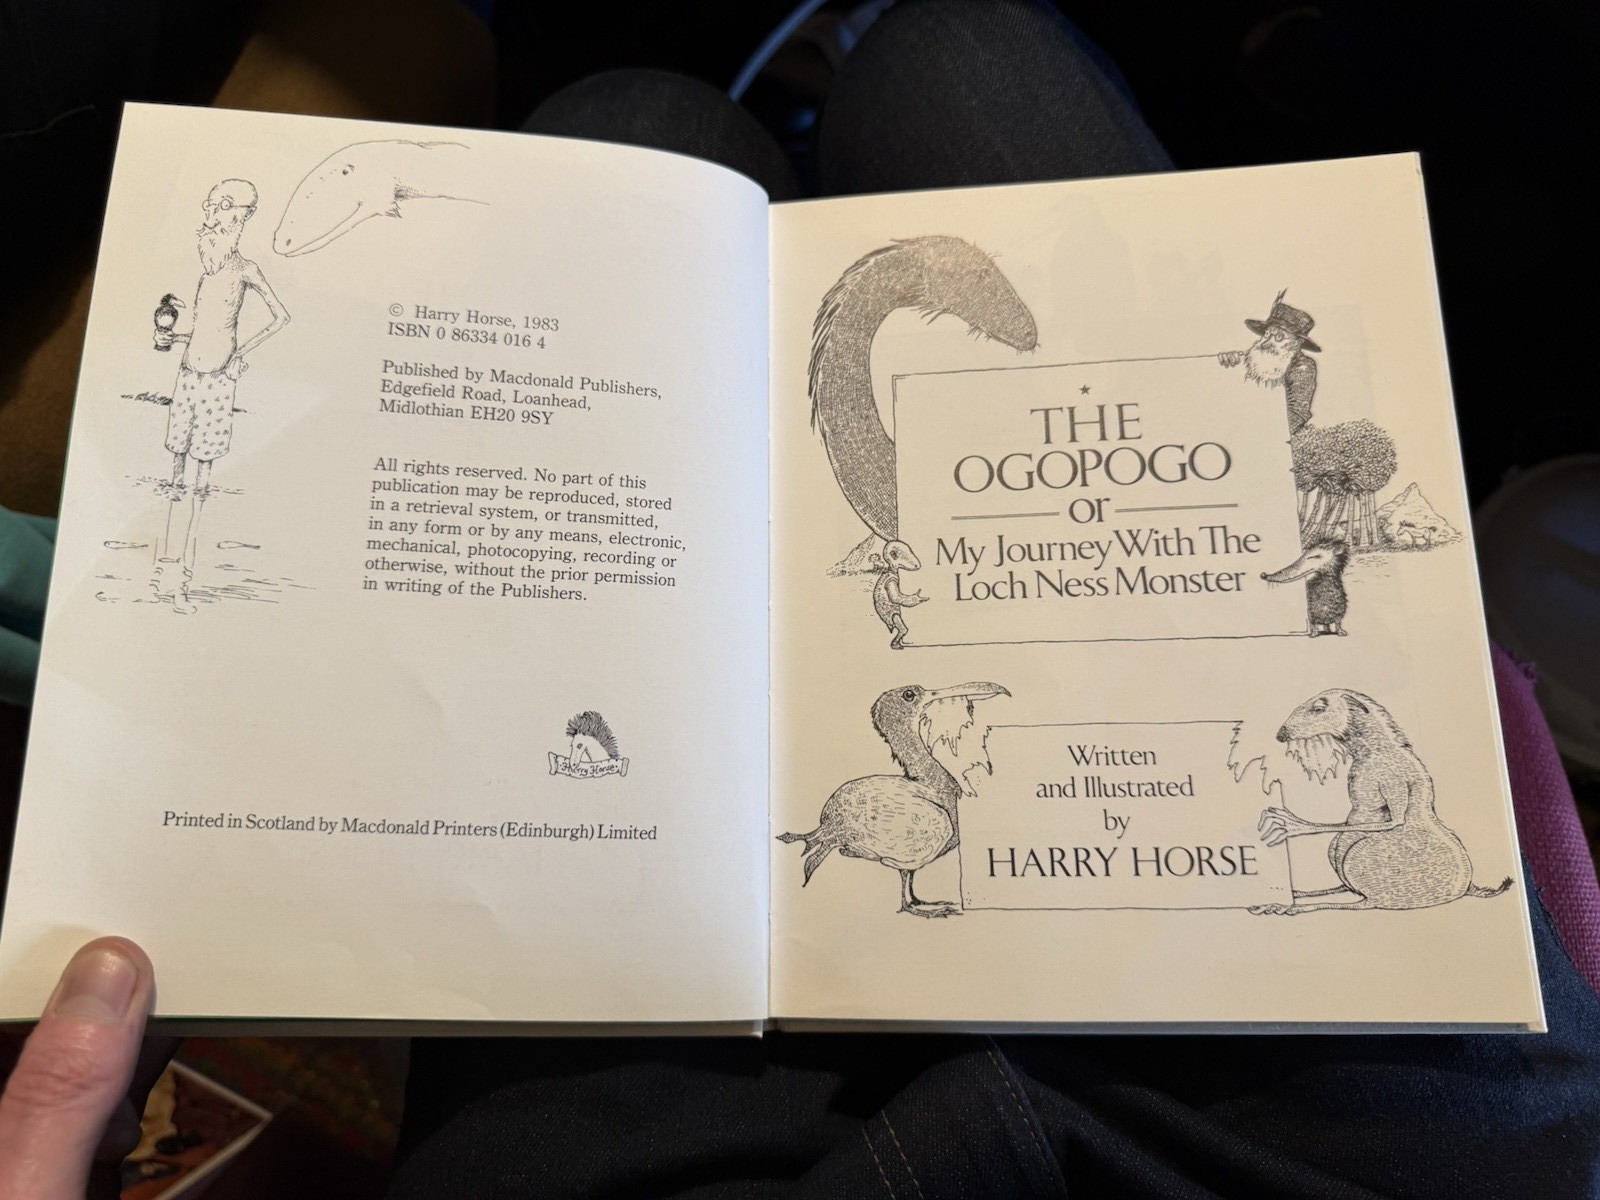 © Harry Horse, 1983
ISBN 0 86334 016 4
Published by Macdonald Publishers,
Edgefield Road, Loanhead,
Midlothian EH20 9SY
All rights reserved. No part of this
publication may be reproduced, stored
in a retrieval system, or transmitted,
in any form or by any means, electronic,
mechanical, photocopying, recording or
otherwise, without the prior permission
in writing of the Publishers.
Harry Horse
Printed in Scotland by Macdonald Printers (Edinburgh) Limited
THE
OGOPOGO
or
My Journey With The
Loch Ness Monster
Written
and Illustrated
by
HARRY HORSE